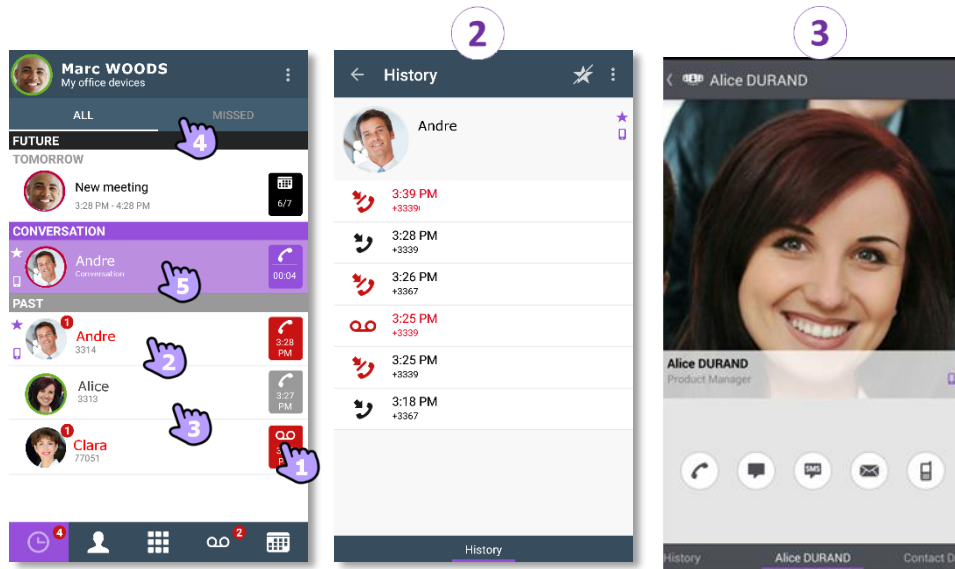 2
3
Marc WOODS
My office devices
ALL
MISSED
4
FUTURE
TOMORROW
New meeting
3:28 PM - 4:28 PM
6/7
CONVERSATION
Andre
Conversation
00:04
5
PAST
1
Andre
3314
3:28
PM
2
Alice
3313
3:27
PM
3
1
Clara
77051
1
4
2
History
Andre
3:39 PM
+3339
3:28 PM
+3339
3:26 PM
+3367
3:25 PM
+3339
3:25 PM
+3339
3:18 PM
+3367
History
Alice DURAND
Alice DURAND
Product Manager
SMS
History
Alice DURAND
Contact D